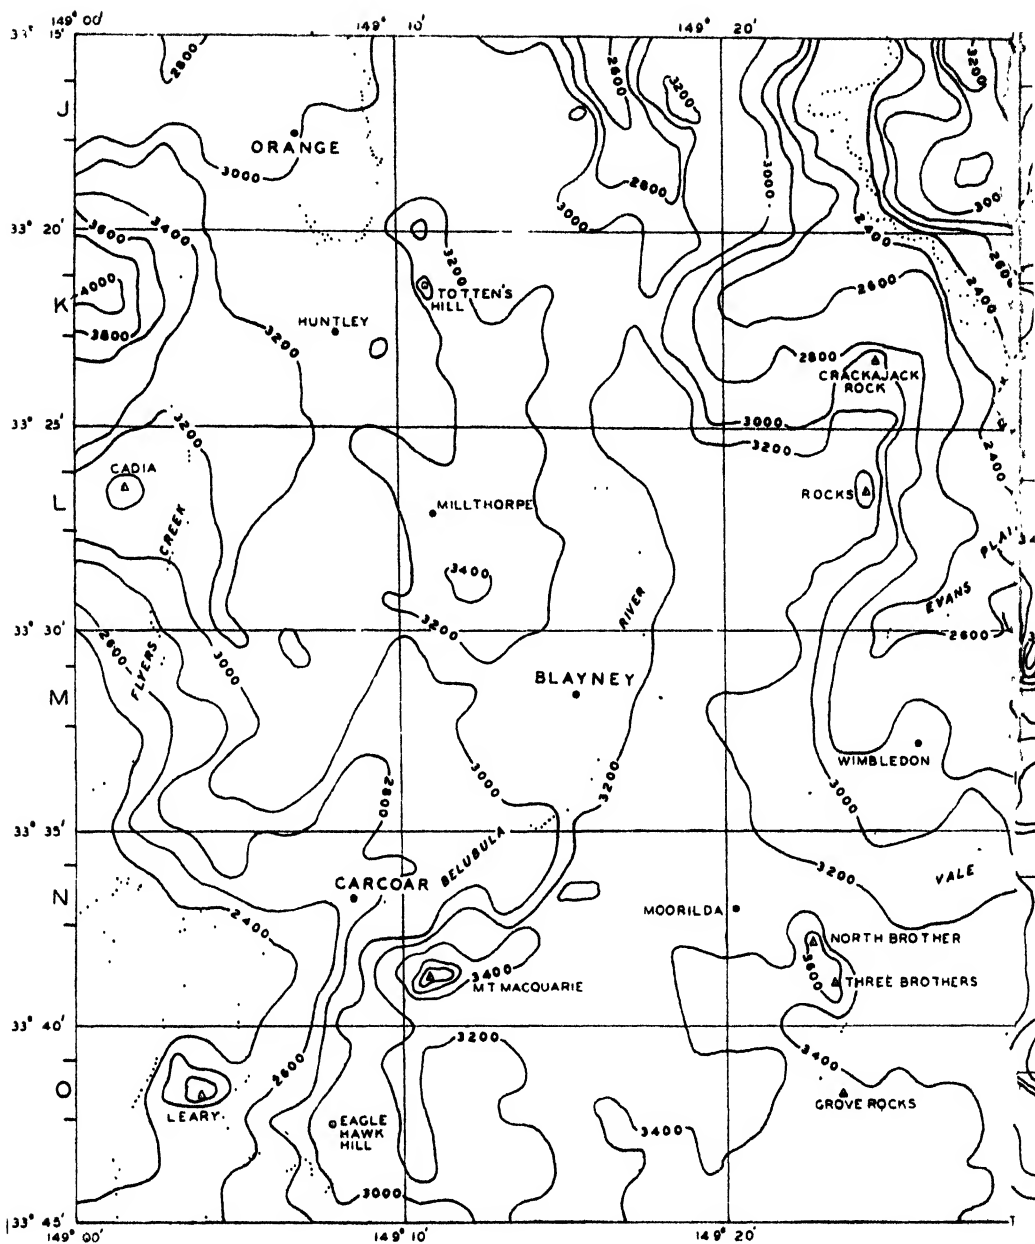 149° 00'
149° 10'
149° 20'
33° 15'
2800
3200
2600
3200
J
ORANGE
3000
3000
2800
3000
300
33° 20'
3600
3400
3200
2400
2600
4000
K
TOTTEN'S
HILL
2600
2400
HUNTLEY
3800
3200
2800
CRACKAJACK
ROCK
33° 25'
3200
3000
3200
2400
CADIA
L
ROCKS
MILLTHORPE
CREEK
PLAI
3400
EVANS
RIVER
33° 30'
2600
FLYERS
3000
3200
2600
BLAYNEY
M
WIMBLEDON
2800
3000
3200
3000
33° 35'
BELUBULA
3200
VALE
N
CARCOAR
2400
MOORILDA
NORTH BROTHER
3600
THREE BROTHERS
3400
MT MACQUARIE
33° 40'
3200
3400
2600
O
LEARY
EAGLE
HAWK
HILL
GROVE ROCKS
3400
3000
33° 45'
149° 00'
149° 10'
149° 20'